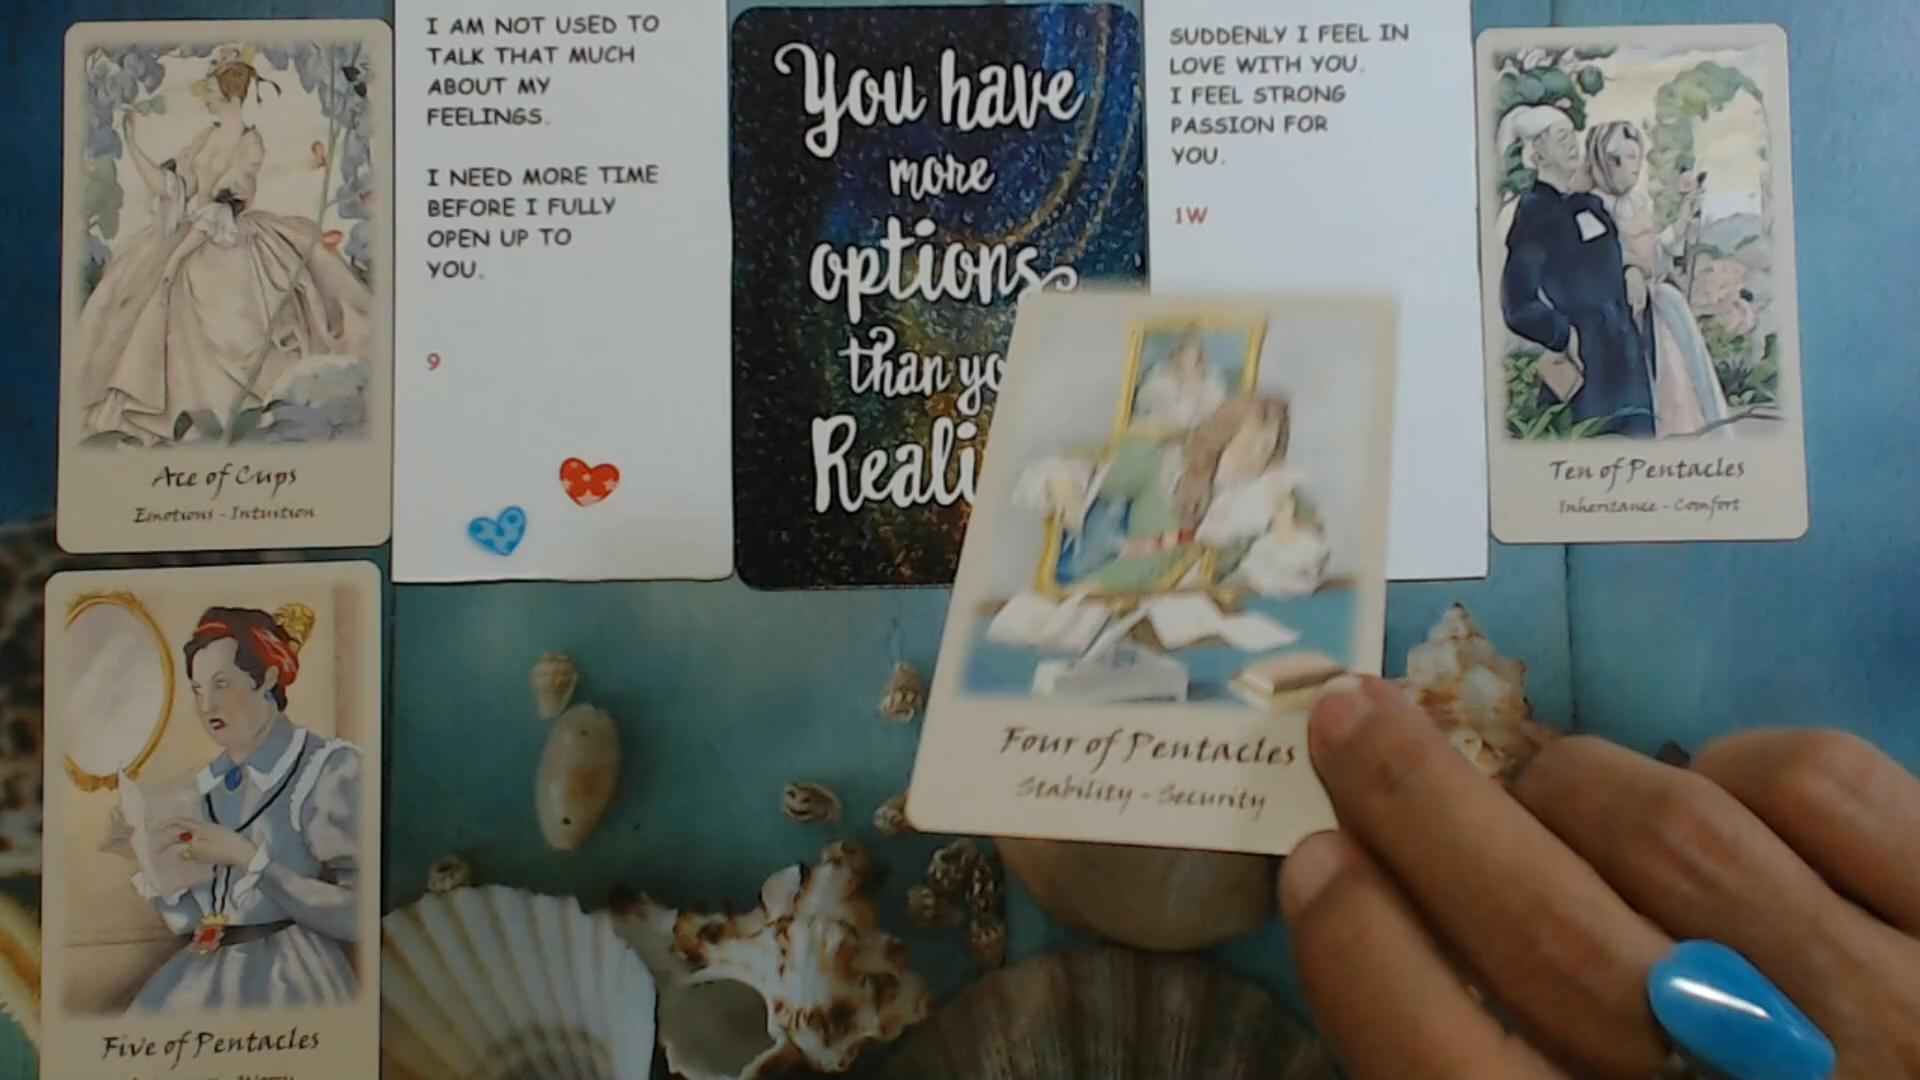 Ace of Cups
Emotions - Intuition
I AM NOT USED TO
TALK THAT MUCH
ABOUT MY
FEELINGS.
I NEED MORE TIME
BEFORE I FULLY
OPEN UP TO
YOU.
9
You have
more
options
than
SUDDENLY I FEEL IN
LOVE WITH YOU.
I FEEL STRONG
PASSION FOR
YOU.
1W
Ten of Pentacles
Inheritance - Comfort
Four of Pentacles
Stability - Security
Five of Pentacles